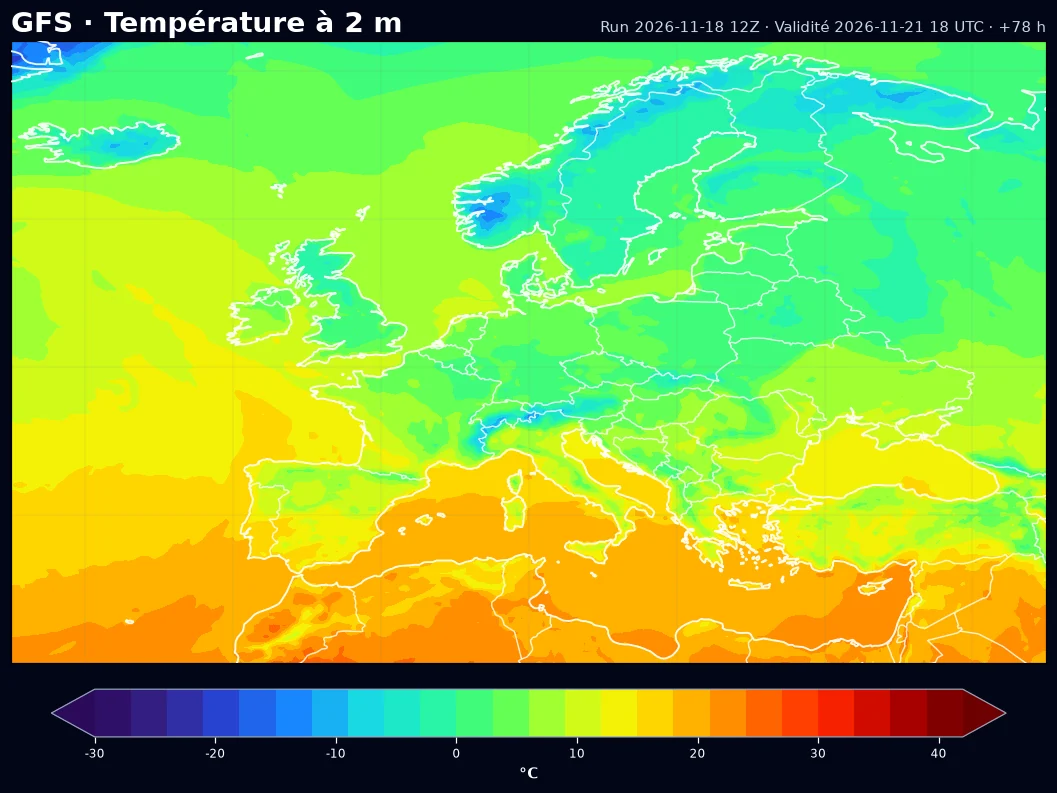 GFS · Température à 2 m
Run 2026-11-18 12Z · Validité 2026-11-21 18 UTC · +78 h
-30 -20 -10 0 10 20 30 40
°C